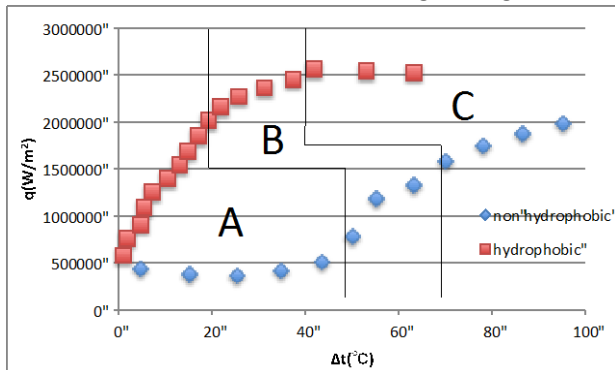 3000000"
2500000"
2000000"
1500000"
1000000"
500000"
0"
q(W/m²)
A
B
C
non"hydrophobic"
hydrophobic"
0" 20" 40" 60" 80" 100"
Δt(°C)